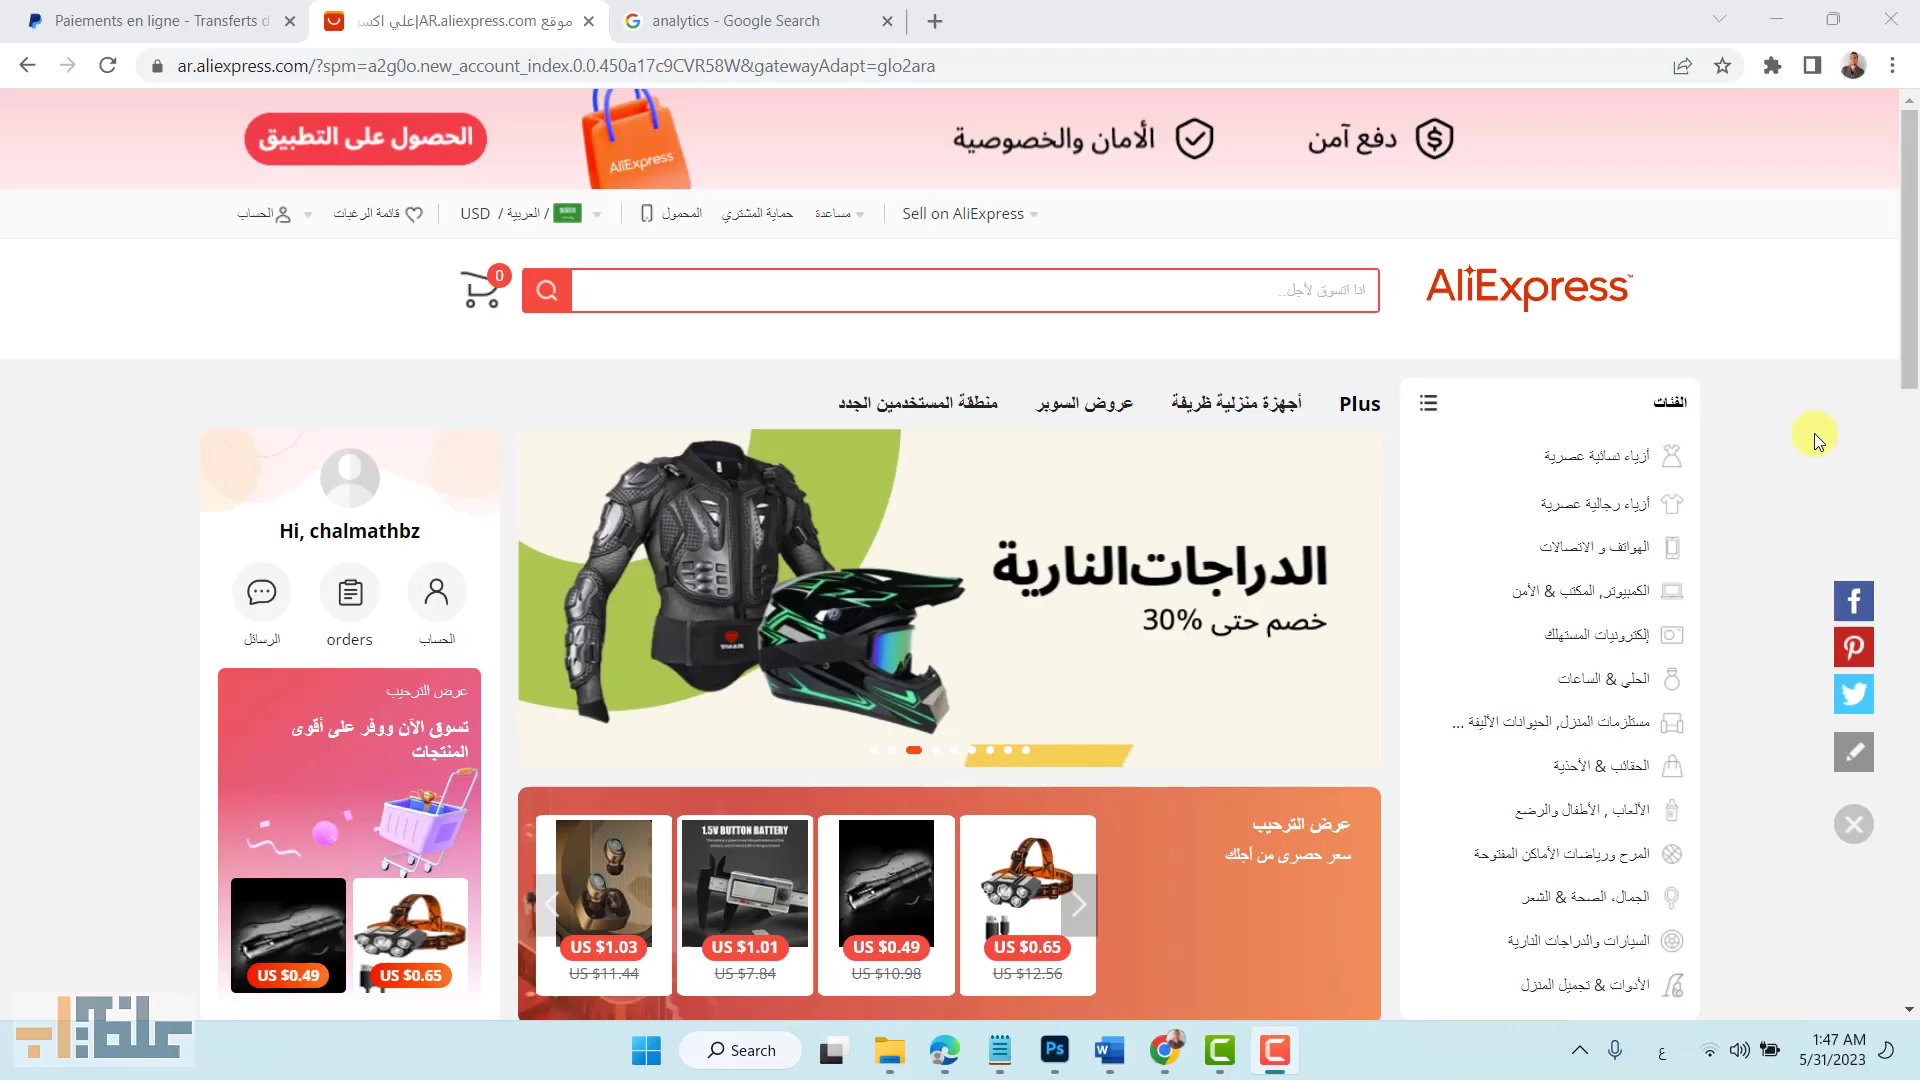 Paiements en ligne - Transferts d
موقع AR.aliexpress.com|علي اكسب
analytics - Google Search
ar.aliexpress.com/?spm=a2g0o.new_account_index.0.0.450a17c9CVR58W&gatewayAdapt=glo2ara
دفع آمن
الأمان والخصوصية
AliExpress
الحصول على التطبيق
Sell on AliExpress
مساعدة
حماية المشتري
المحمول
USD / العربية /
قائمة الرغبات
الحساب
AliExpress
انا اتسوق لأجل..
0
الفئات
Plus
أجهزة منزلية ظريفة
عروض السوبر
منطقة المستخدمين الجدد
أزياء نسائية عصرية
أزياء رجالية عصرية
الهواتف و الاتصالات
الكمبيوتر, المكتب & الأمن
إلكترونيات المستهلك
الحلي & الساعات
مستلزمات المنزل, الحيوانات الأليفة ...
الحقائب & الأحذية
الألعاب , الأطفال والرضع
المرح ورياضات الأماكن المفتوحة
الجمال، الصحة & الشعر
السيارات والدراجات النارية
الأدوات & تجميل المنزل
الدراجات النارية
خصم حتى 30%
Hi, chalmathbz
الحساب
orders
الرسائل
عرض الترحيب
تسوق الآن ووفر على أقوى
المنتجات
US $0.49
US $0.65
عرض الترحيب
سعر حصرى من أجلك
1.5V BUTTON BATTERY
US $1.03
US $11.44
US $1.01
US $7.84
US $0.49
US $10.98
US $0.65
US $12.56
Search
Ps
ع
1:47 AM
5/31/2023